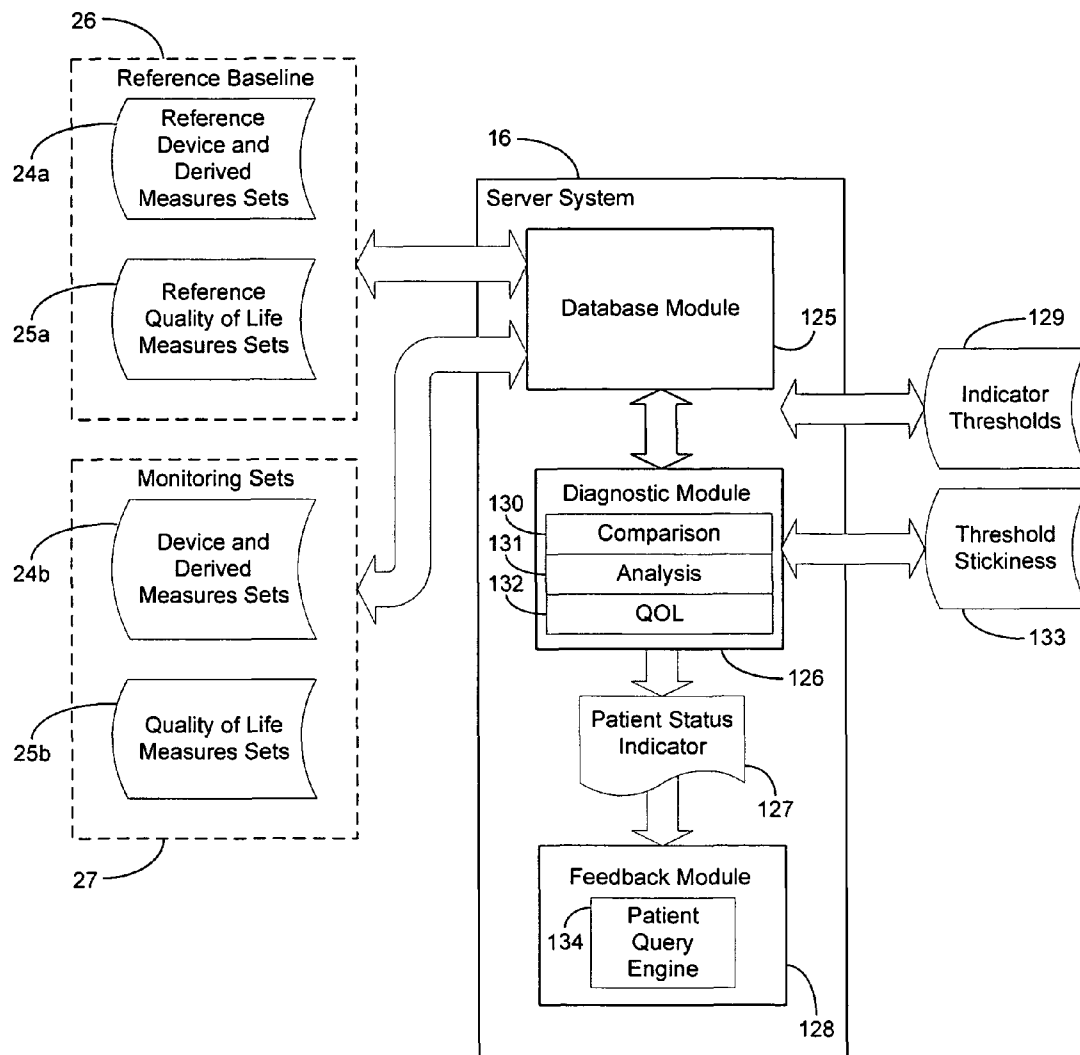 26
Reference Baseline
Reference
Device and
Derived
Measures Sets
24a
Reference
Quality of Life
Measures Sets
25a
Monitoring Sets
Device and
Derived
Measures Sets
24b
Quality of Life
Measures Sets
25b
27
16
Server System
Database Module
125
Diagnostic Module
130
Comparison
131
Analysis
132
QOL
126
Patient Status
Indicator
127
Feedback Module
134
Patient
Query
Engine
128
129
Indicator
Thresholds
Threshold
Stickiness
133